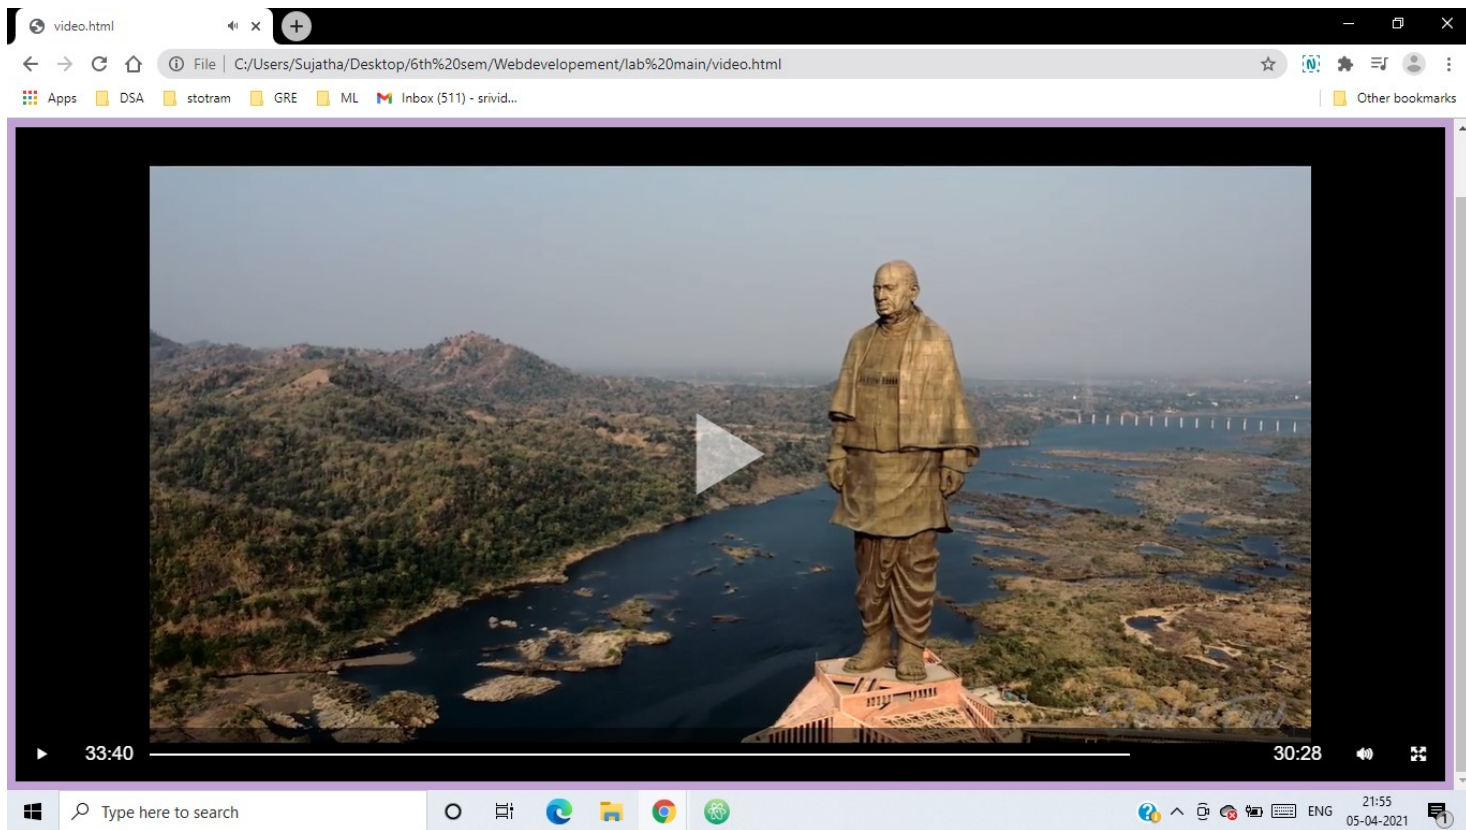 video.html
File | C:/Users/Sujatha/Desktop/6th%20sem/Webdevelopement/lab%20main/video.html
Apps DSA stotram GRE ML Inbox (511) - srivid... Other bookmarks
33:40 30:28
Type here to search ENG 21:55
05-04-2021
1